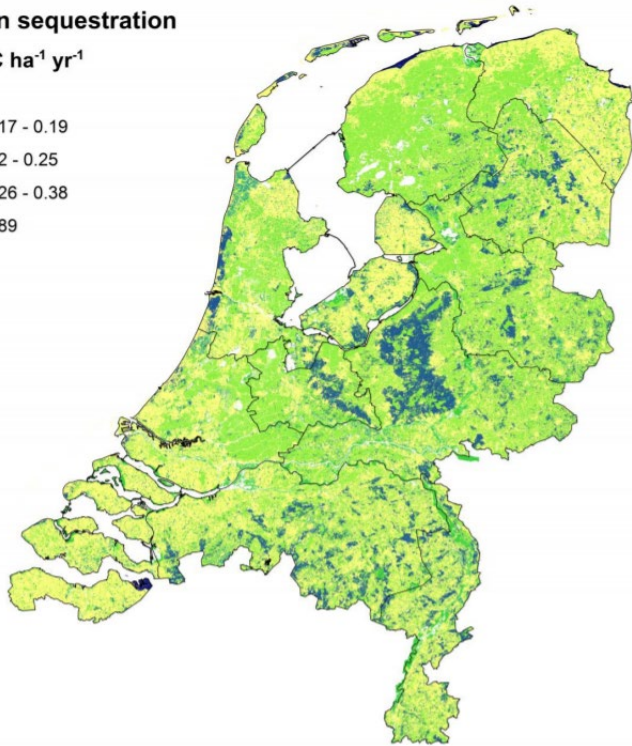 n sequestration
C ha⁻¹ yr⁻¹
17 - 0.19
2 - 0.25
26 - 0.38
89